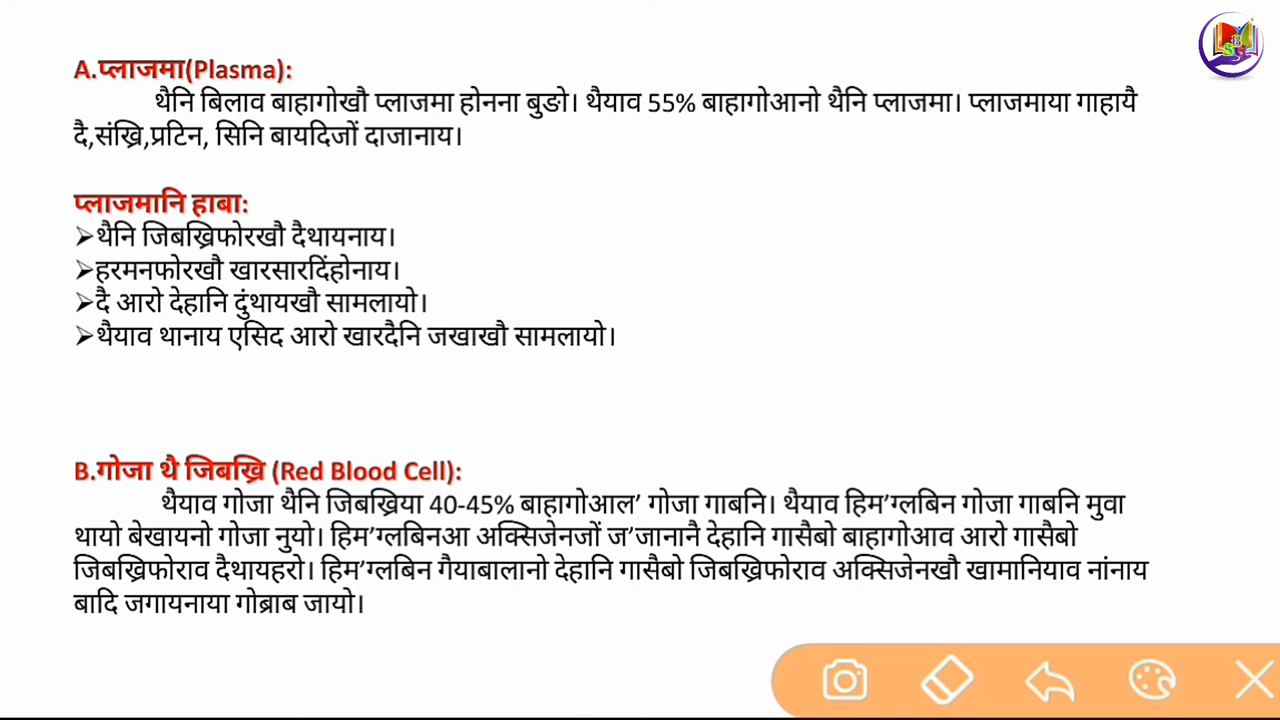 A.प्लाजमा(Plasma):
थैनि बिलाव बाहागोखौ प्लाजमा होनना बुङो। थैयाव 55% बाहागोआनो थैनि प्लाजमा। प्लाजमाया गाहायै
दै,संख्रि,प्रटिन, सिनि बायदिजों दाजानाय।
प्लाजमानि हाबा:
➢थैनि जिबख्रिफोरखौ दैथायनाय।
➢हरमनफोरखौ खारसारदिंहोनाय।
➢दै आरो देहानि दुंथायखौ सामलायो।
➢थैयाव थानाय एसिद आरो खारदैनि जखाखौ सामलायो।
B.गोजा थै जिबख्रि (Red Blood Cell):
थैयाव गोजा थैनि जिबख्रिया 40-45% बाहागोआल’ गोजा गाबनि। थैयाव हिम’ग्लबिन गोजा गाबनि मुवा
थायो बेखायनो गोजा नुयो। हिम’ग्लबिनआ अक्सिजेनजों ज’जानानै देहानि गासैबो बाहागोआव आरो गासैबो
जिबख्रिफोराव दैथायहरो। हिम’ग्लबिन गैयाबालानो देहानि गासैबो जिबख्रिफोराव अक्सिजेनखौ खामानियाव नांनाय
बादि जगायनाया गोब्राब जायो।